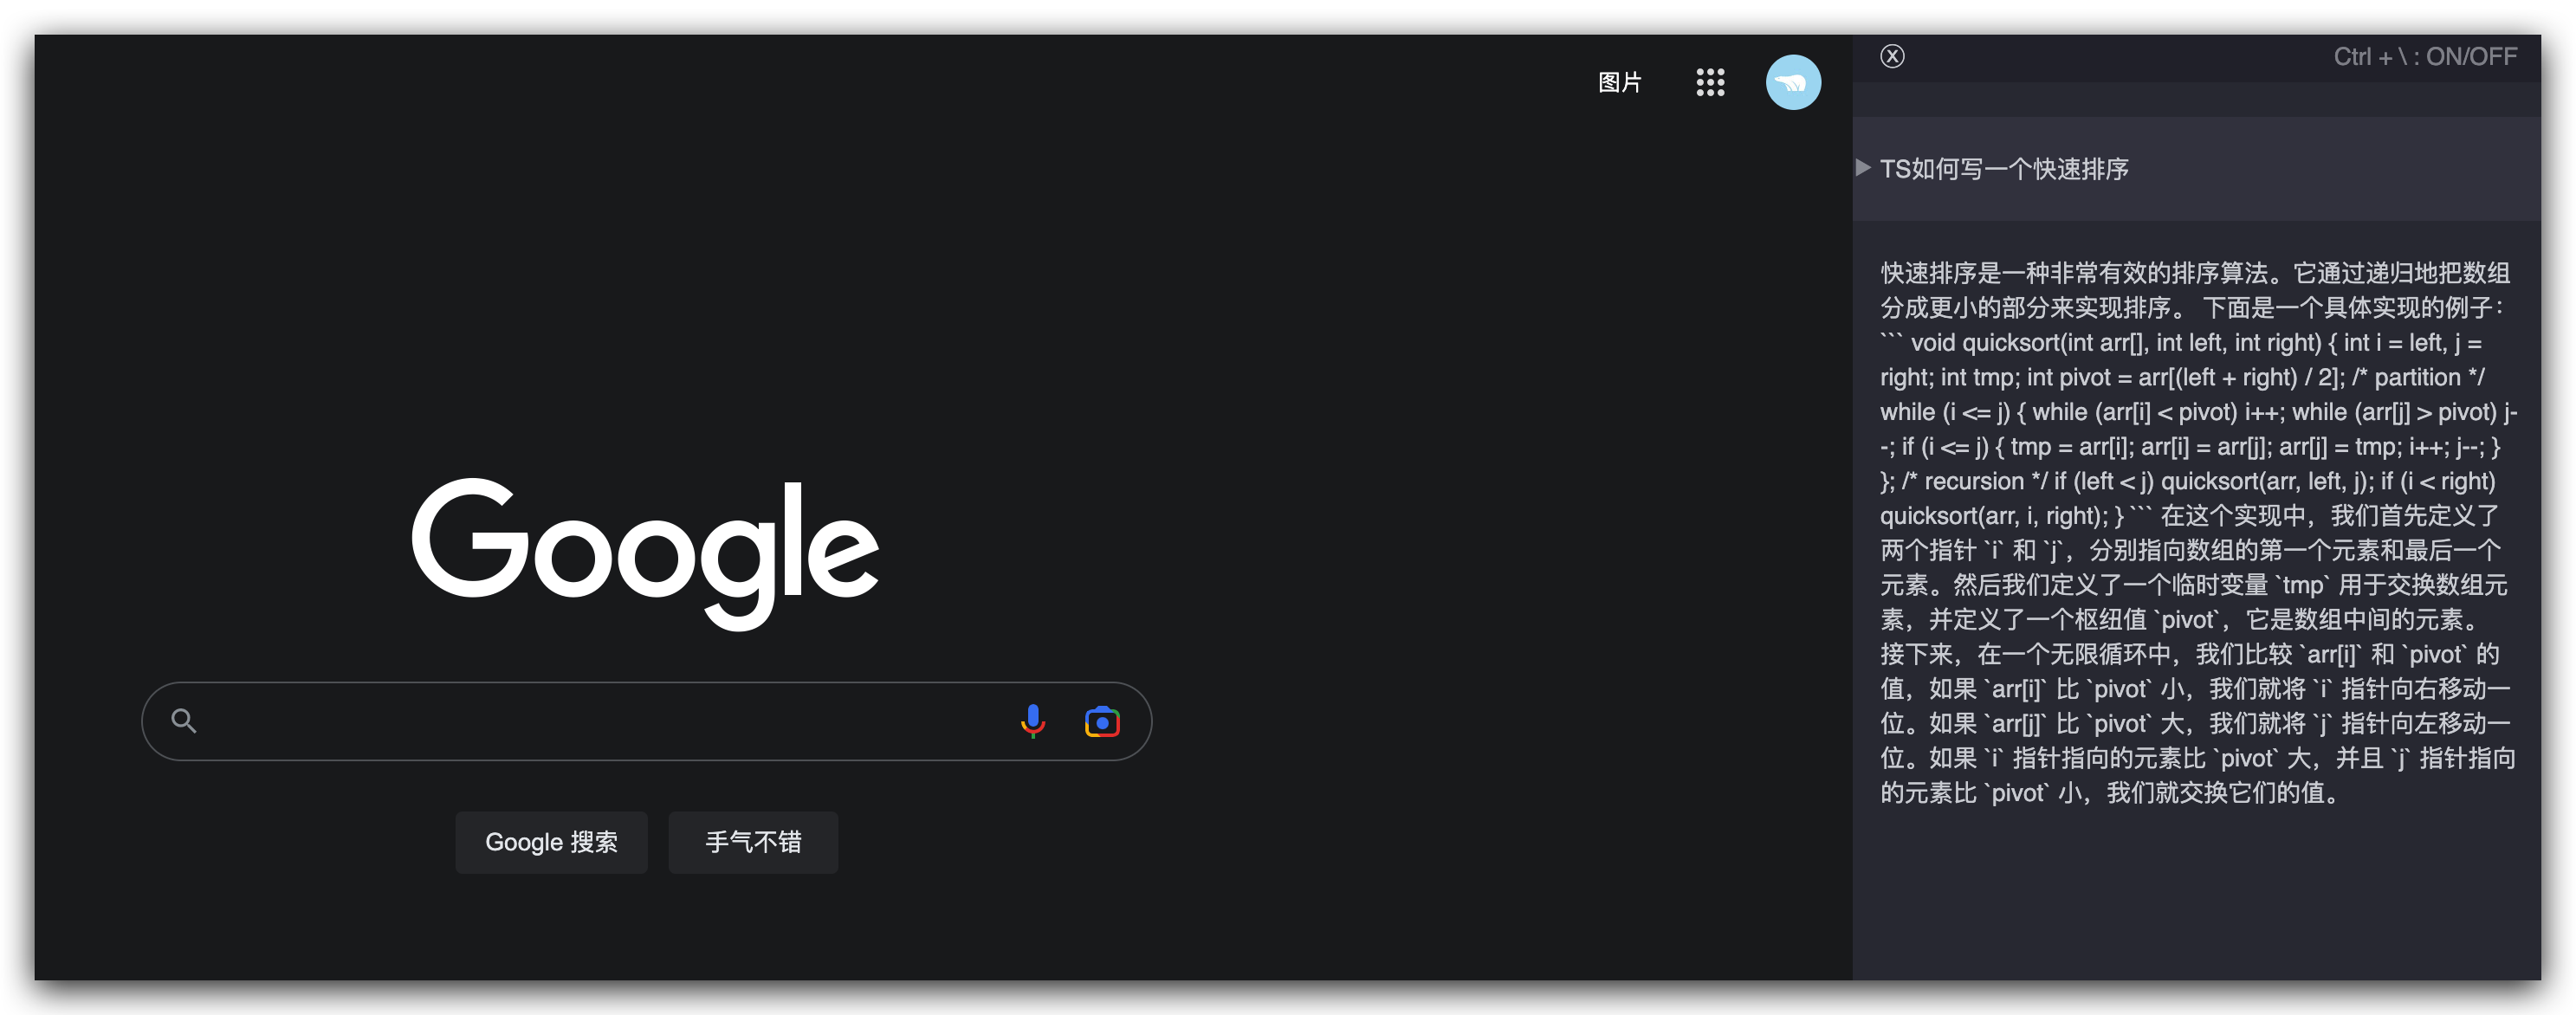 图片
Google
Google 搜索
手气不错
Ctrl + \ : ON/OFF
TS如何写一个快速排序
快速排序是一种非常有效的排序算法。它通过递归地把数组
分成更小的部分来实现排序。 下面是一个具体实现的例子：
``` void quicksort(int arr[], int left, int right) { int i = left, j =
right; int tmp; int pivot = arr[(left + right) / 2]; /* partition */
while (i <= j) { while (arr[i] < pivot) i++; while (arr[j] > pivot) j-
-; if (i <= j) { tmp = arr[i]; arr[i] = arr[j]; arr[j] = tmp; i++; j--; }
}; /* recursion */ if (left < j) quicksort(arr, left, j); if (i < right)
quicksort(arr, i, right); } ``` 在这个实现中，我们首先定义了
两个指针 `i` 和 `j`，分别指向数组的第一个元素和最后一个
元素。然后我们定义了一个临时变量 `tmp` 用于交换数组元
素，并定义了一个枢纽值 `pivot`，它是数组中间的元素。
接下来，在一个无限循环中，我们比较 `arr[i]` 和 `pivot` 的
值，如果 `arr[i]` 比 `pivot` 小，我们就将 `i` 指针向右移动一
位。如果 `arr[j]` 比 `pivot` 大，我们就将 `j` 指针向左移动一
位。如果 `i` 指针指向的元素比 `pivot` 大，并且 `j` 指针指向
的元素比 `pivot` 小，我们就交换它们的值。